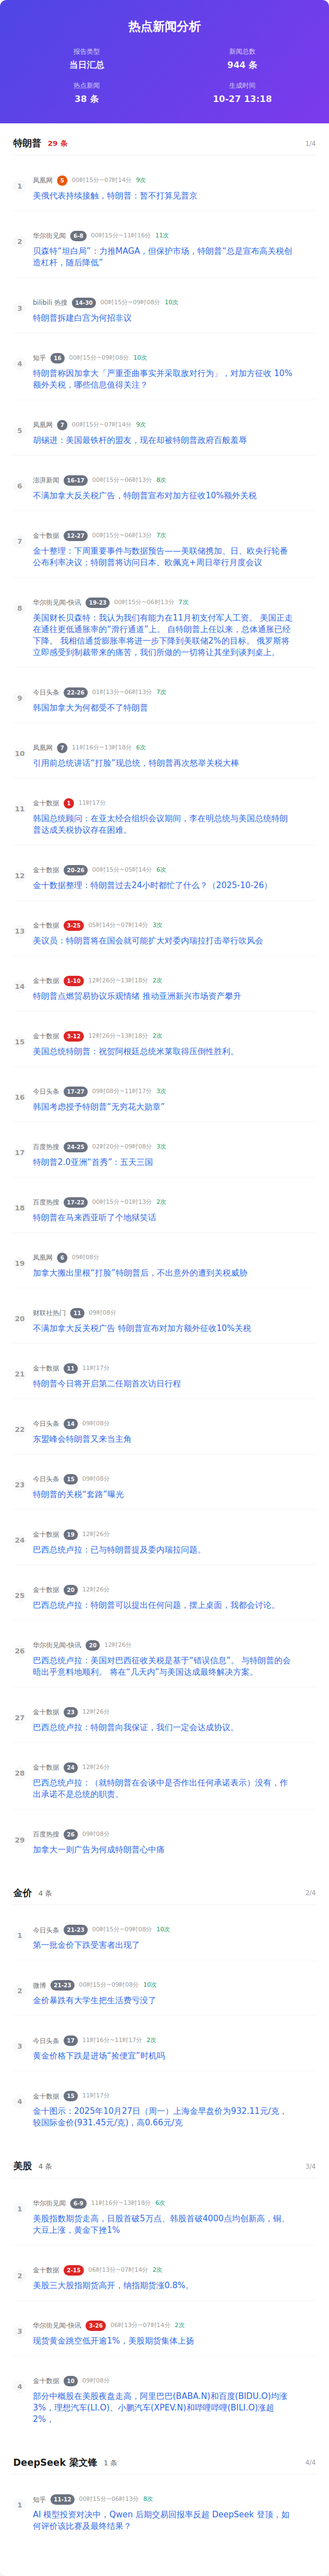 热点新闻分析
报告类型
当日汇总
新闻总数
944 条
热点新闻
38 条
生成时间
10-27 13:18
特朗普 29 条 1/4
1
凤凰网 5 00时15分~07时14分 9次
美俄代表持续接触，特朗普：暂不打算见普京
2
华尔街见闻 6-8 00时15分~11时16分 11次
贝森特“坦白局”：力推MAGA，但保护市场，特朗普“总是宣布高关税创
造杠杆，随后降低”
3
bilibili 热搜 14-30 00时15分~09时08分 10次
特朗普拆建白宫为何招非议
4
知乎 16 00时15分~09时08分 10次
特朗普称因加拿大「严重歪曲事实并采取敌对行为」，对加方征收 10%
额外关税，哪些信息值得关注？
5
凤凰网 7 00时15分~07时14分 9次
胡锡进：美国最铁杆的盟友，现在却被特朗普政府百般羞辱
6
澎湃新闻 16-17 00时15分~06时13分 8次
不满加拿大反关税广告，特朗普宣布对加方征收10%额外关税
7
金十数据 12-27 00时15分~06时13分 7次
金十整理：下周重要事件与数据预告——美联储携加、日、欧央行轮番
公布利率决议；特朗普将访问日本、欧佩克+周日举行月度会议
8
华尔街见闻-快讯 19-23 00时15分~06时13分 7次
美国财长贝森特：我认为我们有能力在11月初支付军人工资。 美国正走
在通往更低通胀率的“滑行通道”上。 自特朗普上任以来，总体通胀已经
下降。 我相信通货膨胀率将进一步下降到美联储2%的目标。 俄罗斯将
立即感受到制裁带来的痛苦，我们所做的一切将让其坐到谈判桌上。
9
今日头条 22-26 01时13分~06时13分 7次
韩国加拿大为何都受不了特朗普
10
凤凰网 7 11时16分~13时18分 6次
引用前总统讲话“打脸”现总统，特朗普再次怒举关税大棒
11
金十数据 1 11时17分
韩国总统顾问：在亚太经合组织会议期间，李在明总统与美国总统特朗
普达成关税协议存在困难。
12
金十数据 20-26 00时15分~05时14分 6次
金十数据整理：特朗普过去24小时都忙了什么？（2025-10-26）
13
金十数据 3-25 05时14分~07时14分 3次
美议员：特朗普将在国会就可能扩大对委内瑞拉打击举行吹风会
14
金十数据 1-10 12时26分~13时18分 2次
特朗普点燃贸易协议乐观情绪 推动亚洲新兴市场资产攀升
15
金十数据 3-12 12时26分~13时18分 2次
美国总统特朗普：祝贺阿根廷总统米莱取得压倒性胜利。
16
今日头条 17-27 09时08分~11时17分 3次
韩国考虑授予特朗普“无穷花大勋章”
17
百度热搜 24-25 02时20分~09时08分 3次
特朗普2.0亚洲“首秀”：五天三国
18
百度热搜 17-22 00时15分~01时13分 2次
特朗普在马来西亚听了个地狱笑话
19
凤凰网 6 09时08分
加拿大搬出里根“打脸”特朗普后，不出意外的遭到关税威胁
20
财联社热门 11 09时08分
不满加拿大反关税广告 特朗普宣布对加方额外征收10%关税
21
金十数据 11 11时17分
特朗普今日将开启第二任期首次访日行程
22
今日头条 14 09时08分
东盟峰会特朗普又来当主角
23
今日头条 15 09时08分
特朗普的关税“套路”曝光
24
金十数据 19 12时26分
巴西总统卢拉：已与特朗普提及委内瑞拉问题。
25
金十数据 20 12时26分
巴西总统卢拉：特朗普可以提出任何问题，摆上桌面，我都会讨论。
26
华尔街见闻-快讯 20 12时26分
巴西总统卢拉：美国对巴西征收关税是基于“错误信息”。 与特朗普的会
晤出乎意料地顺利。 将在“几天内”与美国达成最终解决方案。
27
金十数据 23 12时26分
巴西总统卢拉：特朗普向我保证，我们一定会达成协议。
28
金十数据 24 12时26分
巴西总统卢拉：（就特朗普在会谈中是否作出任何承诺表示）没有，作
出承诺不是总统的职责。
29
百度热搜 26 09时08分
加拿大一则广告为何成特朗普心中痛
金价 4 条 2/4
1
今日头条 21-23 00时15分~09时08分 10次
第一批金价下跌受害者出现了
2
微博 21-23 00时15分~09时08分 10次
金价暴跌有大学生把生活费亏没了
3
今日头条 17 11时16分~11时17分 2次
黄金价格下跌是进场“捡便宜”时机吗
4
金十数据 15 11时17分
金十图示：2025年10月27日（周一）上海金早盘价为932.11元/克，
较国际金价(931.45元/克)，高0.66元/克
美股 4 条 3/4
1
华尔街见闻 6-9 11时16分~13时18分 6次
美股指数期货走高，日股首破5万点、韩股首破4000点均创新高，铜、
大豆上涨，黄金下挫1%
2
金十数据 2-15 06时13分~07时14分 2次
美股三大股指期货高开，纳指期货涨0.8%。
3
华尔街见闻-快讯 3-26 06时13分~07时14分 2次
现货黄金跳空低开逾1%，美股期货集体上扬
4
金十数据 10 09时08分
部分中概股在美股夜盘走高，阿里巴巴(BABA.N)和百度(BIDU.O)均涨
3%，理想汽车(LI.O)、小鹏汽车(XPEV.N)和哔哩哔哩(BILI.O)涨超
2%，
DeepSeek 梁文锋 1 条 4/4
1
知乎 11-12 00时15分~06时13分 8次
AI 模型投资对决中，Qwen 后期交易回报率反超 DeepSeek 登顶，如
何评价该比赛及最终结果？